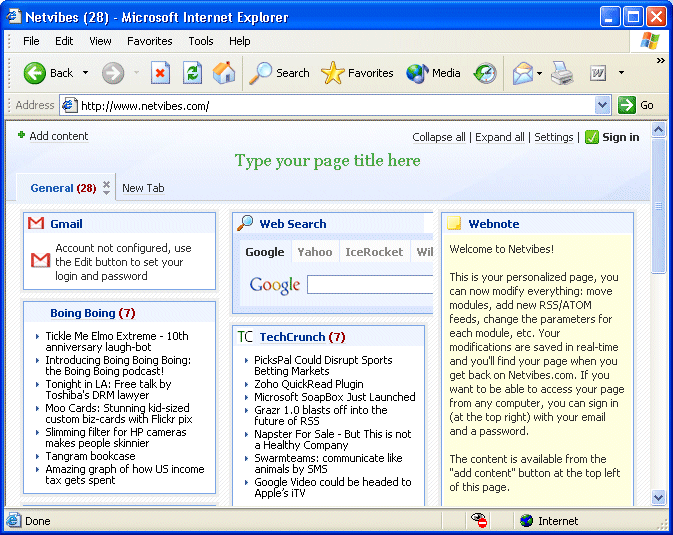 Netvibes (28) - Microsoft Internet Explorer
File Edit View Favorites Tools Help
Back Search Favorites Media
Address http://www.netvibes.com/ Go
Add content
Collapse all | Expand all | Settings | Sign in
Type your page title here
General (28) New Tab
Gmail
Account not configured, use
the Edit button to set your
login and password
Boing Boing (7)
Tickle Me Elmo Extreme - 10th
anniversary laugh-bot
Introducing Boing Boing Boing:
the Boing Boing podcast!
Tonight in LA: Free talk by
Toshiba's DRM lawyer
Moo Cards: Stunning kid-sized
custom biz-cards with Flickr pix
Slimming filter for HP cameras
makes people skinnier
Tangram bookcase
Amazing graph of how US income
tax gets spent
Web Search
Google Yahoo IceRocket Wil
Google
TC TechCrunch (7)
PicksPal Could Disrupt Sports
Betting Markets
Zoho QuickRead Plugin
Microsoft SoapBox Just Launched
Grazr 1.0 blasts off into the
future of RSS
Napster For Sale - But This is not
a Healthy Company
Swarmteams: communicate like
animals by SMS
Google Video could be headed to
Apple's iTV
Webnote
Welcome to Netvibes!
This is your personalized page, you
can now modify everything: move
modules, add new RSS/ATOM
feeds, change the parameters for
each module, etc. Your
modifications are saved in real-time
and you'll find your page when you
get back on Netvibes.com. If you
want to be able to access your page
from any computer, you can sign in
(at the top right) with your email
and a password.
The content is available from the
"add content" button at the top left
of this page.
Done Internet